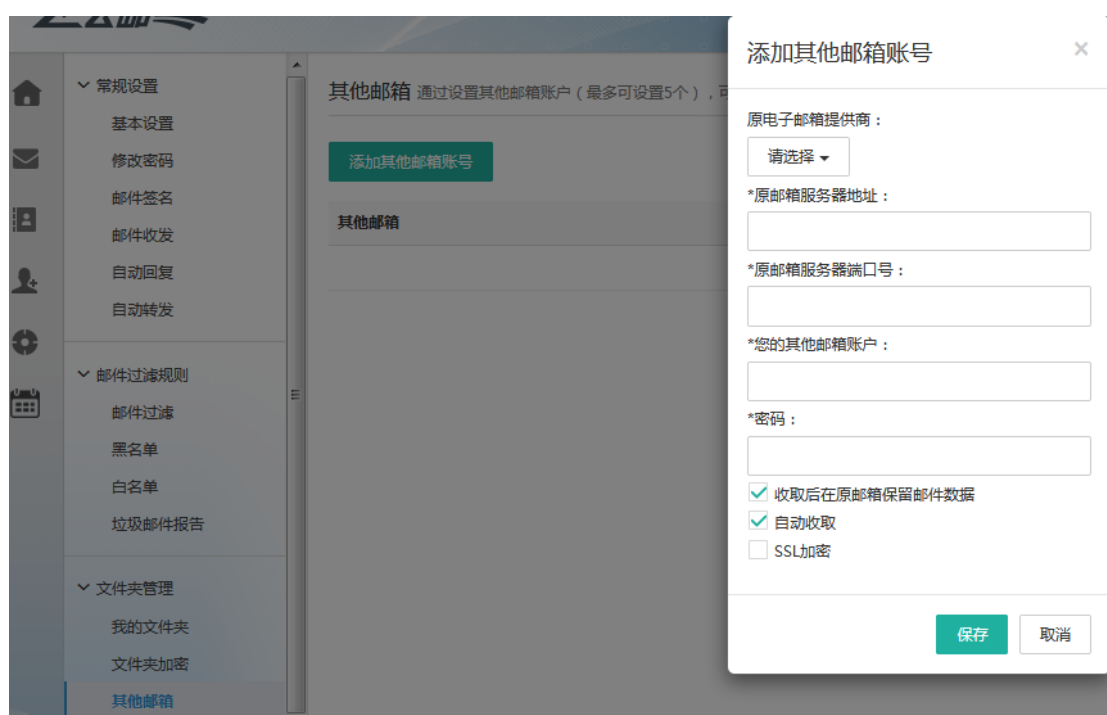 常规设置
基本设置
修改密码
邮件签名
邮件收发
自动回复
自动转发
邮件过滤规则
邮件过滤
黑名单
白名单
垃圾邮件报告
文件夹管理
我的文件夹
文件夹加密
其他邮箱
其他邮箱 通过设置其他邮箱账户(最多可设置5个),可
添加其他邮箱账号
其他邮箱
添加其他邮箱账号
×
原电子邮箱提供商:
请选择
*原邮箱服务器地址:
*原邮箱服务器端口号:
*您的其他邮箱账户:
*密码:
收取后在原邮箱保留邮件数据
自动收取
SSL加密
保存 取消